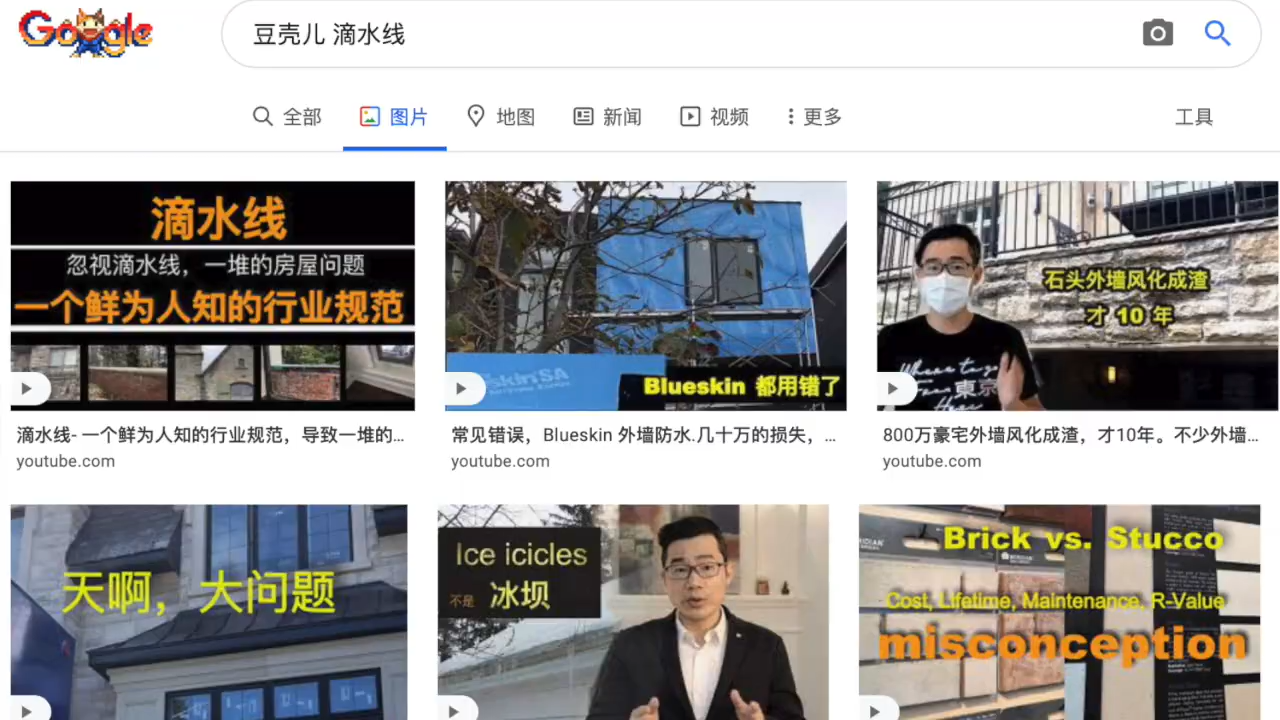 Google
豆壳儿 滴水线
全部
图片
地图
新闻
视频
更多
工具
滴水线
忽视滴水线，一堆的房屋问题
一个鲜为人知的行业规范
滴水线- 一个鲜为人知的行业规范，导致一堆的...
youtube.com
Blueskin 都用错了
常见错误，Blueskin 外墙防水.几十万的损失，...
youtube.com
石头外墙风化成渣
才 10 年
Where to go
東京
Here
800万豪宅外墙风化成渣，才10年。不少外墙...
youtube.com
天啊，大问题
Ice icicles
不是 冰坝
Brick vs. Stucco
Cost, Lifetime, Maintenance, R-Value
misconception